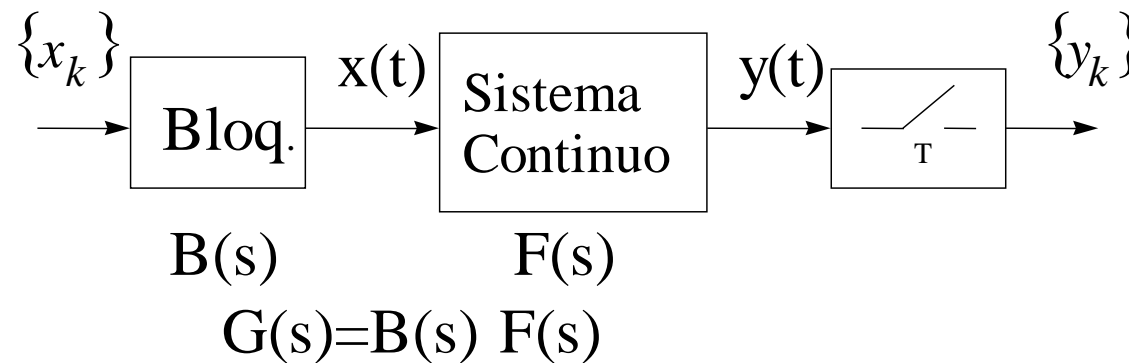 {x_k}
Bloq.
x(t)
Sistema
Continuo
y(t)
T
{y_k}
B(s)
F(s)
G(s)=B(s) F(s)